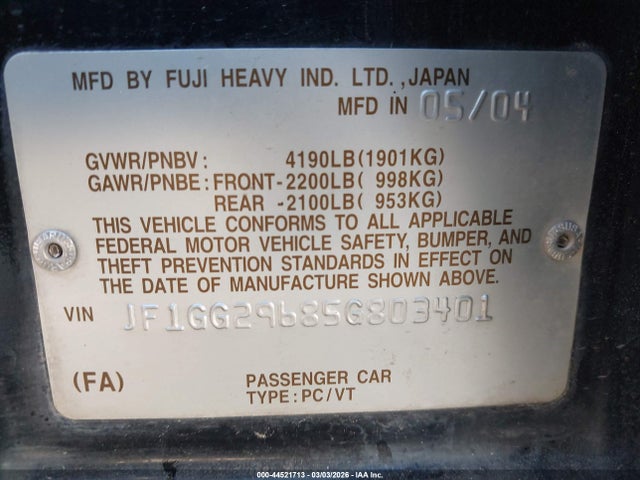 MFD BY FUJI HEAVY IND. LTD.,JAPAN
MFD IN 05/04
GVWR/PNBV: 4190LB(1901KG)
GAWR/PNBE:FRONT-2200LB( 998KG)
REAR -2100LB( 953KG)
THIS VEHICLE CONFORMS TO ALL APPLICABLE
FEDERAL MOTOR VEHICLE SAFETY, BUMPER, AND
THEFT PREVENTION STANDARDS IN EFFECT ON
THE DATE OF MANUFACTURE SHOWN ABOVE.
VIN JF1GG29685G803401
(FA) PASSENGER CAR
TYPE:PC/VT
000-44521713 - 03/03/2026 - IAA Inc.